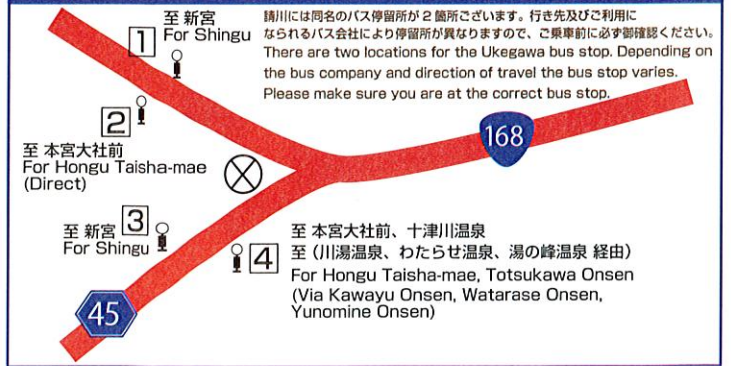 請川には同名のバス停留所が2箇所ございます。行き先及びご利用に
なられるバス会社により停留所が異なりますので、ご乗車前に必ず御確認ください。
There are two locations for the Ukegawa bus stop. Depending on
the bus company and direction of travel the bus stop varies.
Please make sure you are at the correct bus stop.
至 新宮
For Shingu
1
2
至 本宮大社前
For Hongu Taisha-mae
(Direct)
168
至 新宮
For Shingu
3
4
至 本宮大社前、十津川温泉
至(川湯温泉、わたらせ温泉、湯の峰温泉 経由)
For Hongu Taisha-mae, Totsukawa Onsen
(Via Kawayu Onsen, Watarase Onsen,
Yunomine Onsen)
45